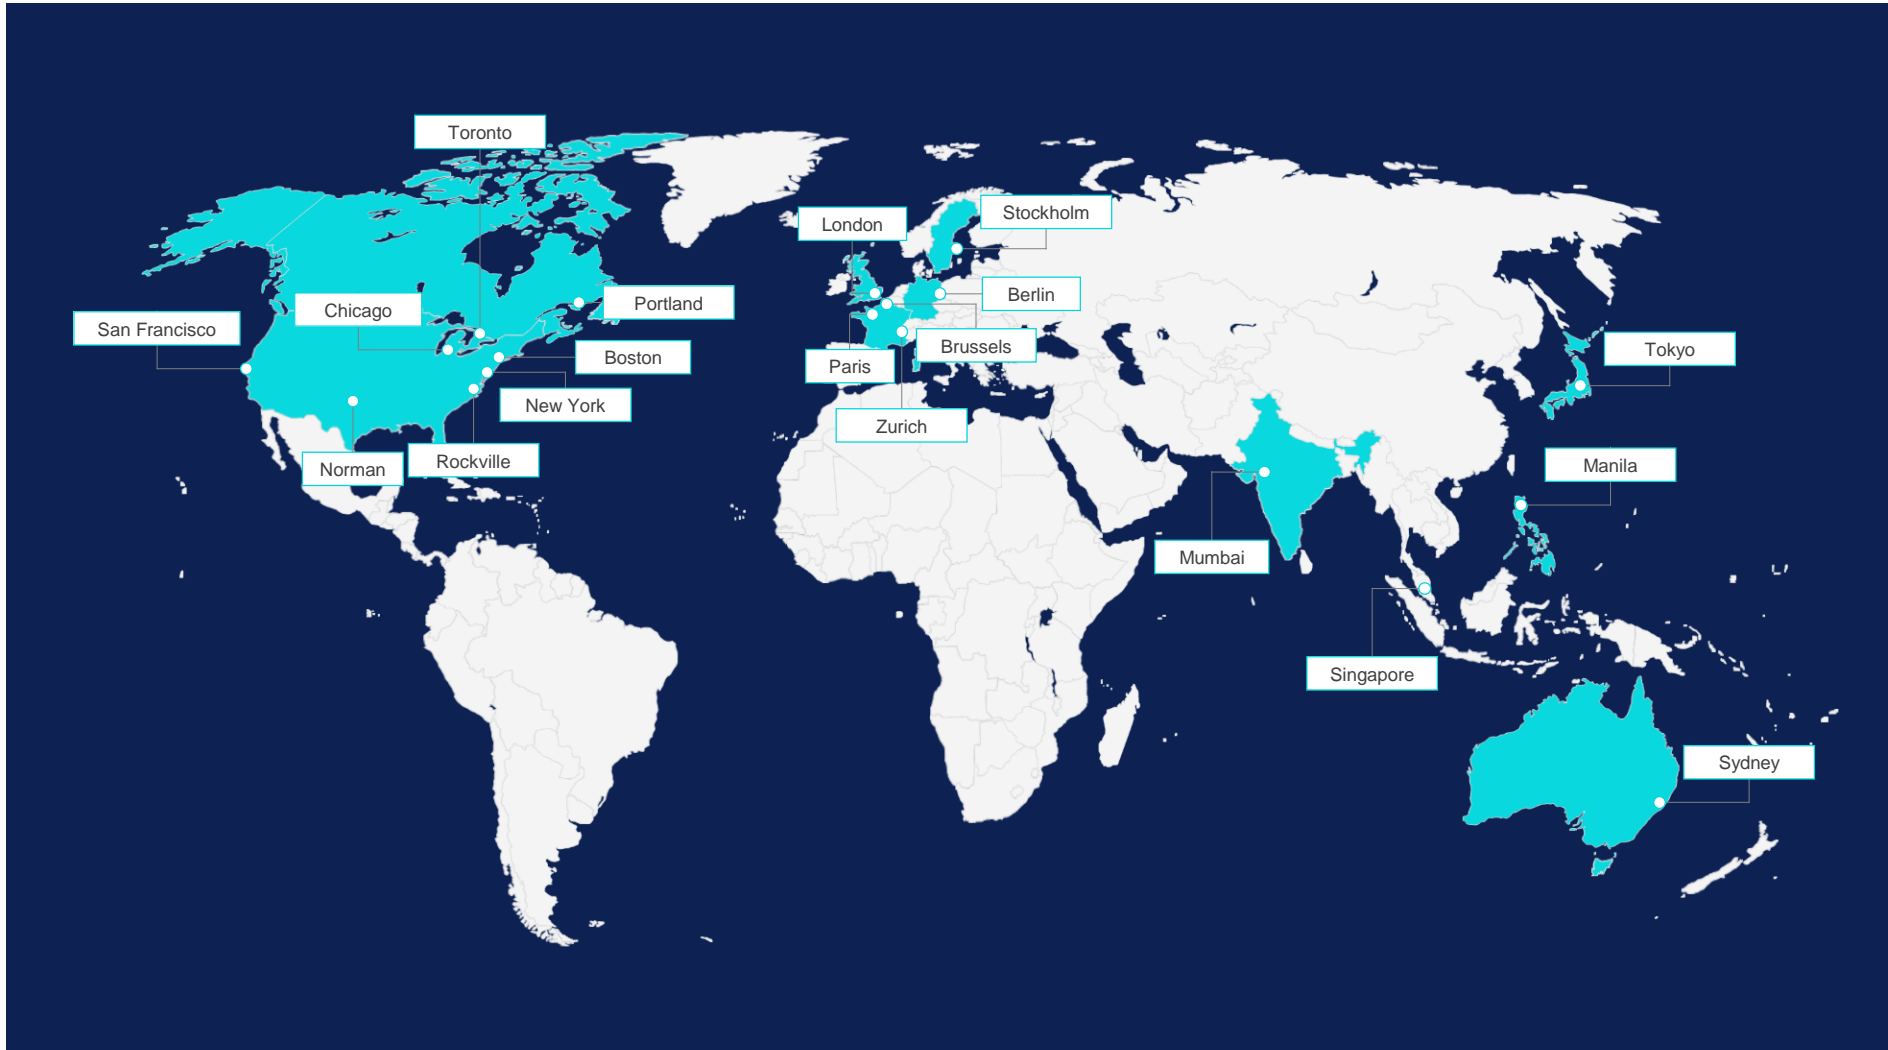 Toronto
Stockholm
London
Berlin
Portland
Chicago
San Francisco
Brussels
Tokyo
Boston
Paris
New York
Zurich
Rockville
Norman
Manila
Mumbai
Singapore
Sydney